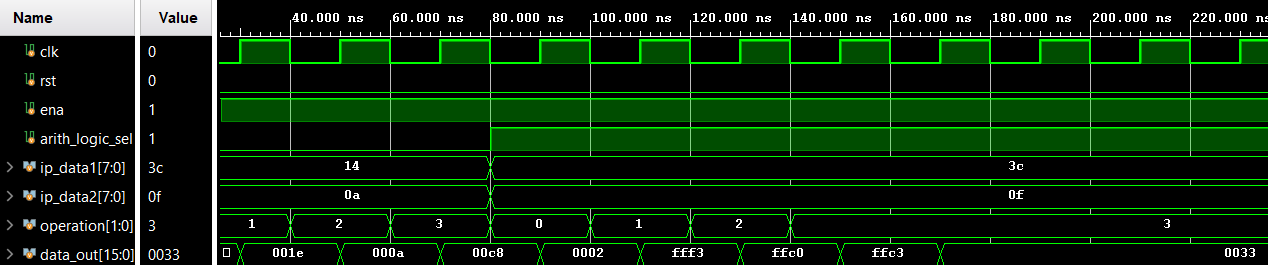 Name Value 40.000 ns 60.000 ns 80.000 ns 100.000 ns 120.000 ns 140.000 ns 160.000 ns 180.000 ns 200.000 ns 220.000 ns
clk 0
rst 0
ena 1
arith_logic_sel 1
ip_data1[7:0] 3c 14 3c
ip_data2[7:0] 0f 0a 0f
operation[1:0] 3 1 2 3 0 1 2 3
data_out[15:0] 0033 001e 000a 00c8 0002 fff3 ffc0 ffc3 0033